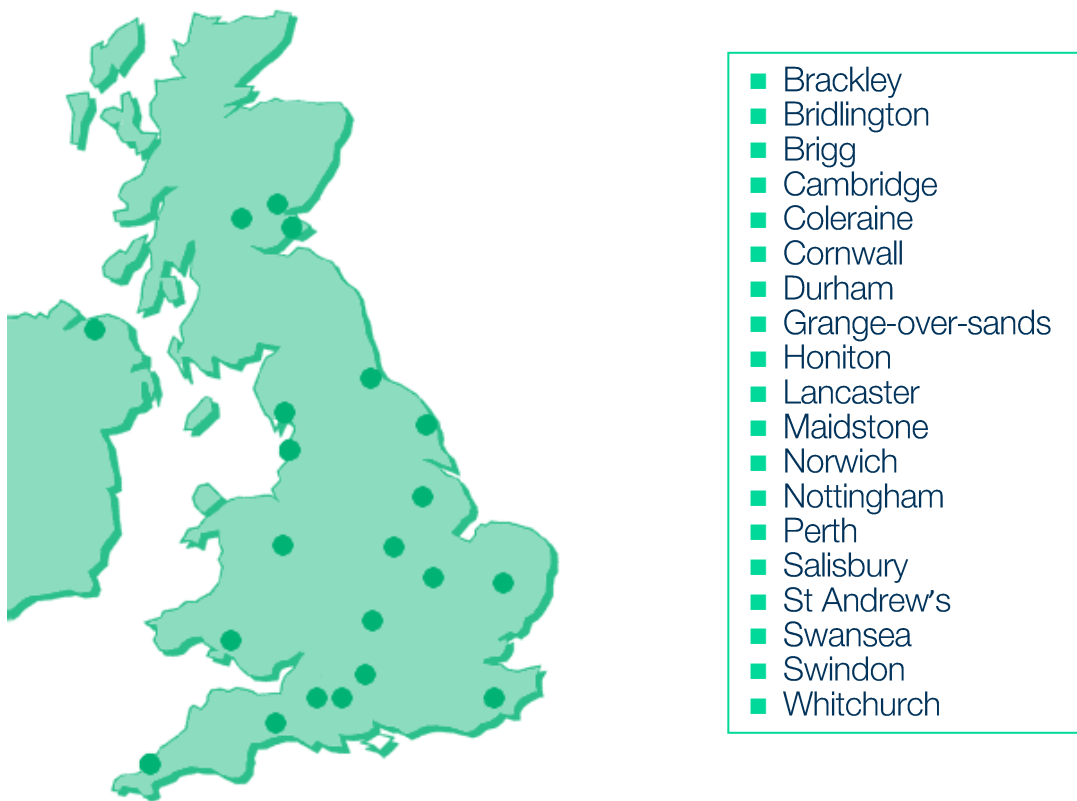 Brackley
Bridlington
Brigg
Cambridge
Coleraine
Cornwall
Durham
Grange-over-sands
Honiton
Lancaster
Maidstone
Norwich
Nottingham
Perth
Salisbury
St Andrew's
Swansea
Swindon
Whitchurch